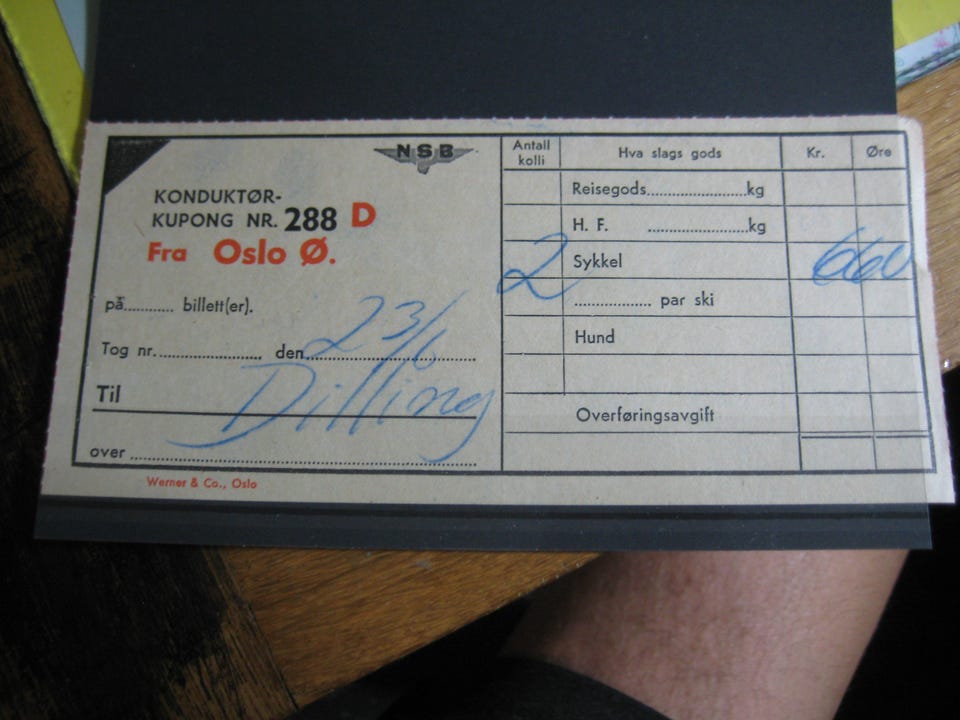 NSB
KONDUKTØR-
KUPONG NR. 288 D
Fra Oslo Ø.
på............ billett(er).
Tog nr. ..................... den 23/6
Til Dilling
over ......................
Werner & Co., Oslo
Antall kolli Hva slags gods Kr. Øre
Reisegods....................kg
H. F. ....................kg
2 Sykkel 660
............... par ski
Hund
Overføringsavgift